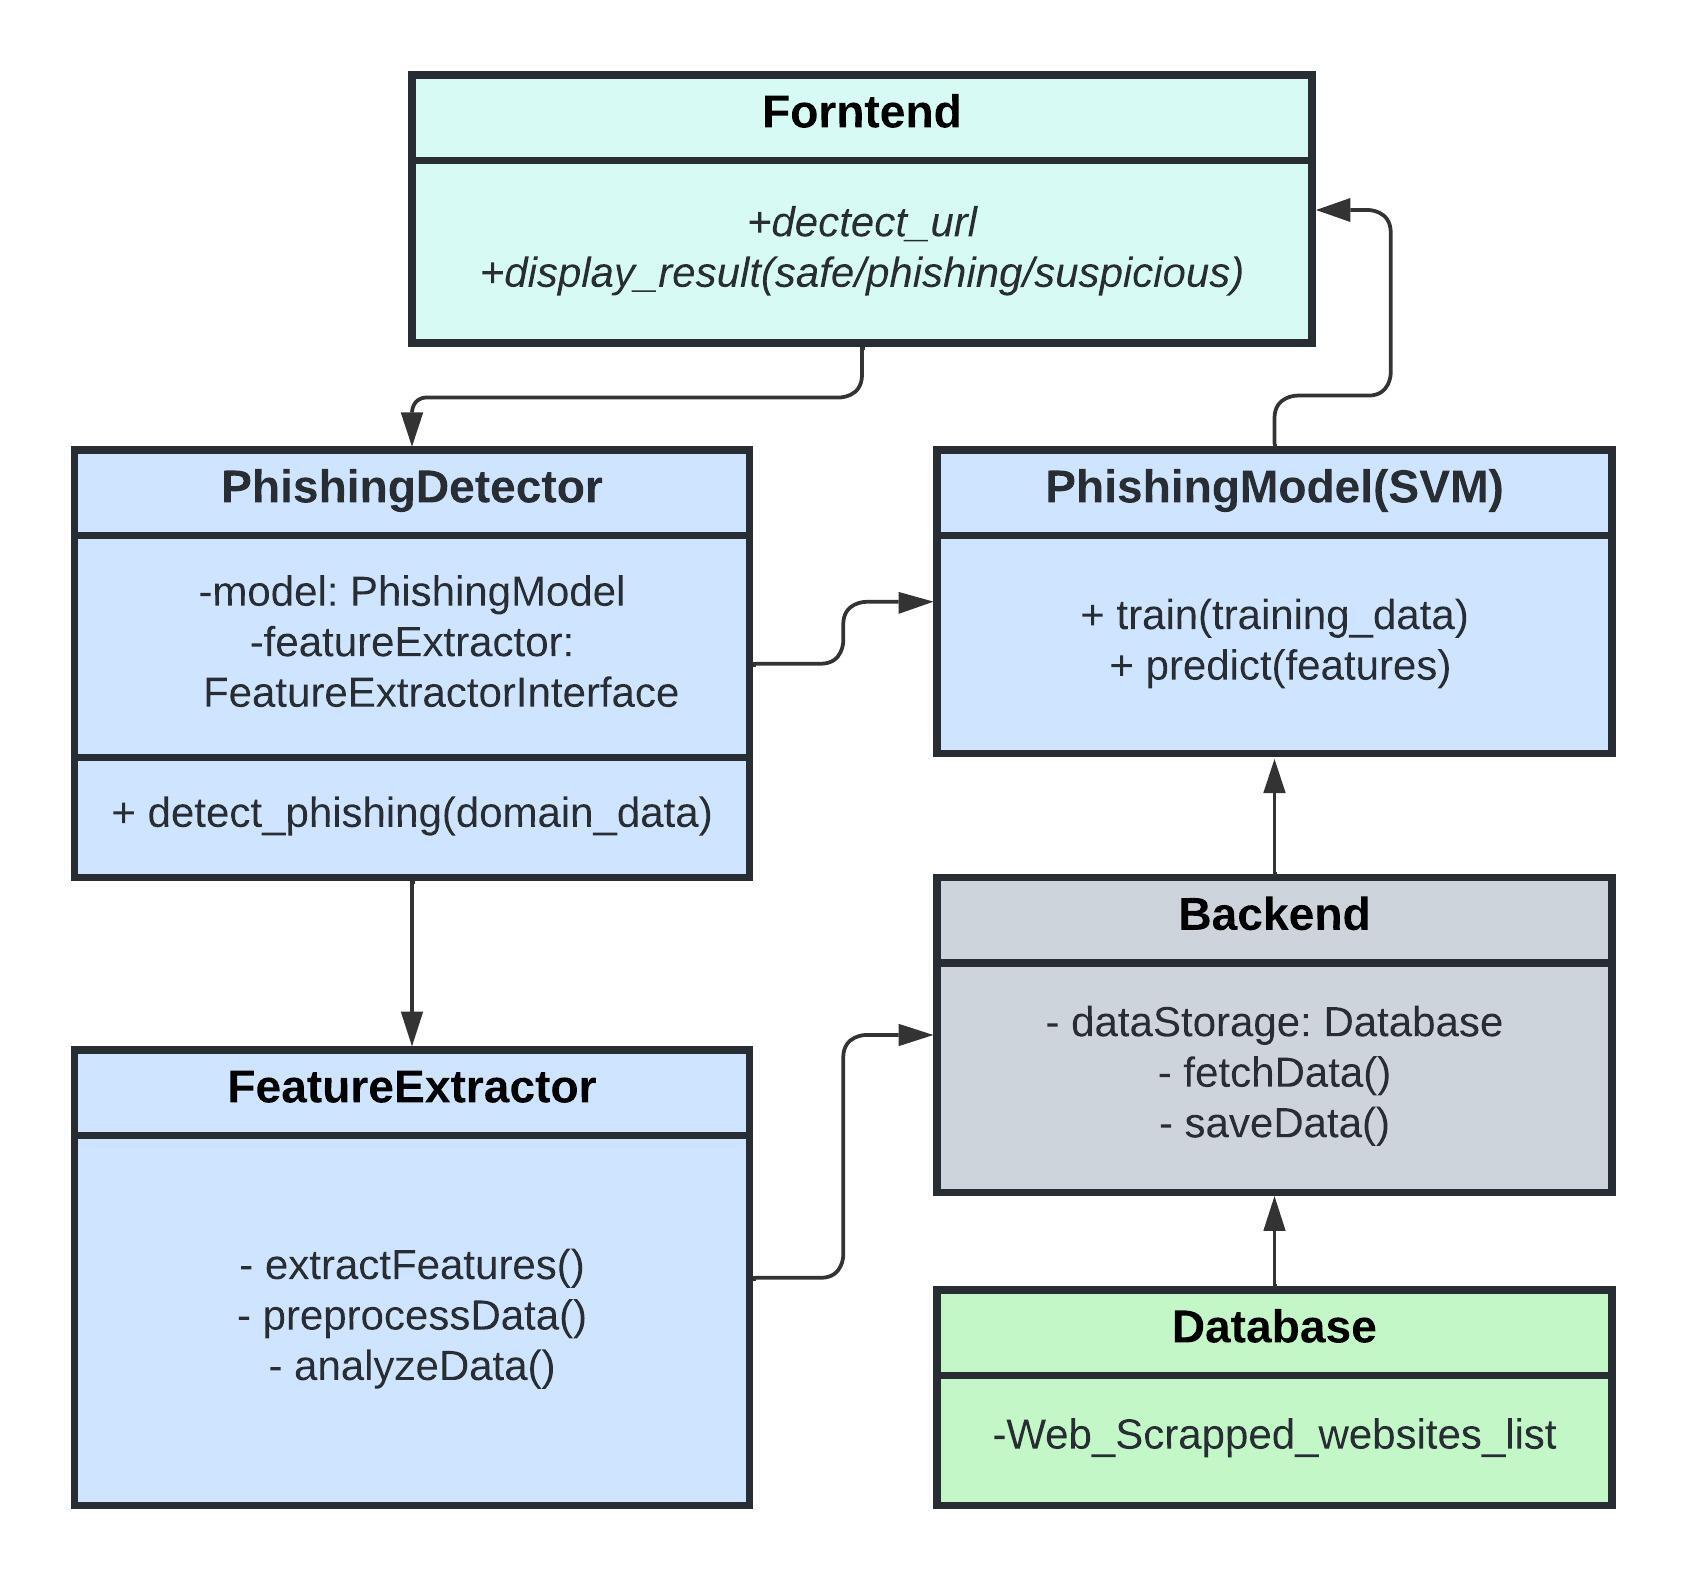 Forntend
+dectect_url
+display_result(safe/phishing/suspicious)
PhishingDetector
-model: PhishingModel
-featureExtractor:
FeatureExtractorInterface
+ detect_phishing(domain_data)
PhishingModel(SVM)
+ train(training_data)
+ predict(features)
FeatureExtractor
- extractFeatures()
- preprocessData()
- analyzeData()
Backend
- dataStorage: Database
- fetchData()
- saveData()
Database
-Web_Scrapped_websites_list